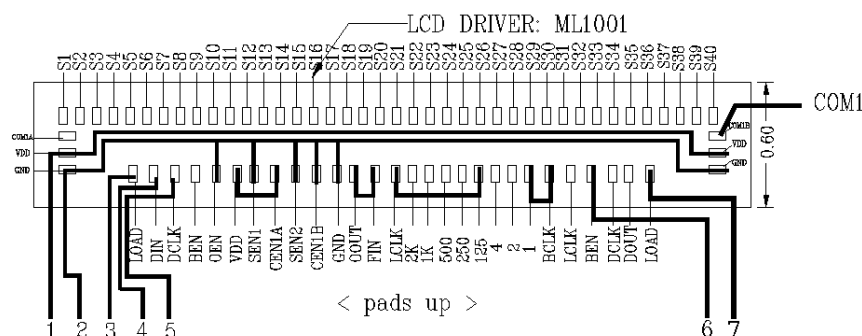 LCD DRIVER: ML1001
S1 S2 S3 S4 S5 S6 S7 S8 S9 S10 S11 S12 S13 S14 S15 S16 S17 S18 S19 S20 S21 S22 S23 S24 S25 S26 S27 S28 S29 S30 S31 S32 S33 S34 S35 S36 S37 S38 S39 S40
COM1
COM1A COM1B
0.60
VDD VDD
GND GND
LOAD DIN DCLK BEN OEN VDD SEN1 CEN1A SEN2 CEN1B GND OOUT FIN LCLK 2K 1K 500 250 125 4 2 1 BCLK LCLK BEN DCLK DOUT LOAD
< pads up >
1 2 3 4 5 6 7